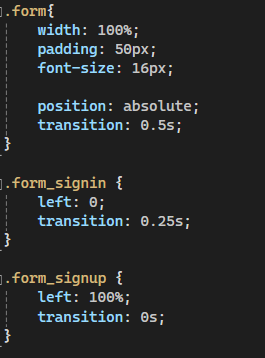 .form{
width: 100%;
padding: 50px;
font-size: 16px;
position: absolute;
transition: 0.5s;
}
.form_signin {
left: 0;
transition: 0.25s;
}
.form_signup {
left: 100%;
transition: 0s;
}